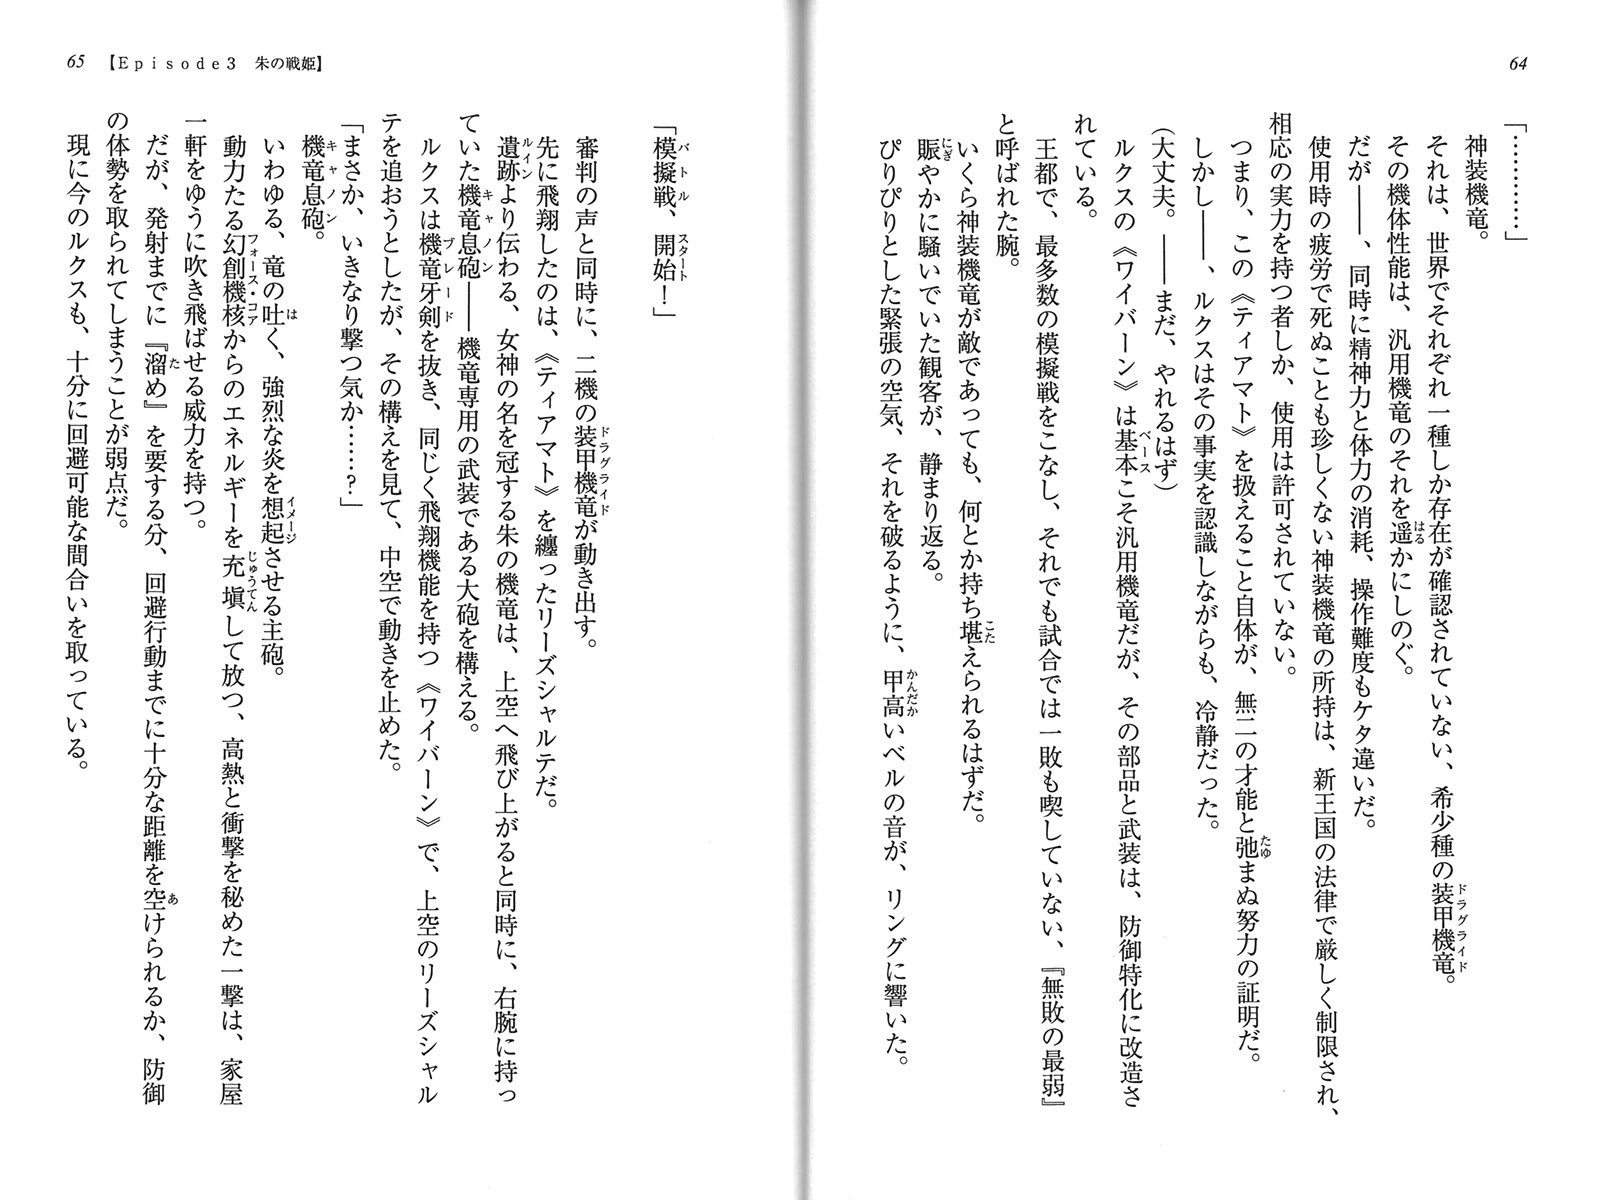 64
「…………」
神装機竜。
それは、世界でそれぞれ一種しか存在が確認されていない、希少種の装甲機竜。
その機体性能は、汎用機竜のそれを遥かにしのぐ。
だが――、同時に精神力と体力の消耗、操作難度もケタ違いだ。
使用時の疲労で死ぬことも珍しくない神装機竜の所持は、新王国の法律で厳しく制限され、
相応の実力を持つ者しか、使用は許可されていない。
つまり、この《ティアマト》を扱えること自体が、無二の才能と弛まぬ努力の証明だ。
しかし――、ルクスはその事実を認識しながらも、冷静だった。
(大丈夫。――まだ、やれるはず)
ルクスの《ワイバーン》は基本こそ汎用機竜だが、その部品と武装は、防御特化に改造さ
れている。
王都で、最多数の模擬戦をこなし、それでも試合では一敗も喫していない、『無敗の最弱』
と呼ばれた腕。
いくら神装機竜が敵であっても、何とか持ち堪えられるはずだ。
賑やかに騒いでいた観客が、静まり返る。
ぴりぴりとした緊張の空気、それを破るように、甲高いベルの音が、リングに響いた。
65 【Episode3 朱の戦姫】
「模擬戦、開始!」
審判の声と同時に、二機の装甲機竜が動き出す。
先に飛翔したのは、《ティアマト》を纏ったリーズシャルテだ。
遺跡より伝わる、女神の名を冠する朱の機竜は、上空へ飛び上がると同時に、右腕に持っ
ていた機竜息砲――機竜専用の武装である大砲を構える。
ルクスは機竜牙剣を抜き、同じく飛翔機能を持つ《ワイバーン》で、上空のリーズシャル
テを追おうとしたが、その構えを見て、中空で動きを止めた。
「まさか、いきなり撃つ気か……?」
機竜息砲。
いわゆる、竜の吐く、強烈な炎を想起させる主砲。
動力たる幻創機核からのエネルギーを充塡して放つ、高熱と衝撃を秘めた一撃は、家屋
一軒をゆうに吹き飛ばせる威力を持つ。
だが、発射までに『溜め』を要する分、回避行動までに十分な距離を空けられるか、防御
の体勢を取られてしまうことが弱点だ。
現に今のルクスも、十分に回避可能な間合いを取っている。